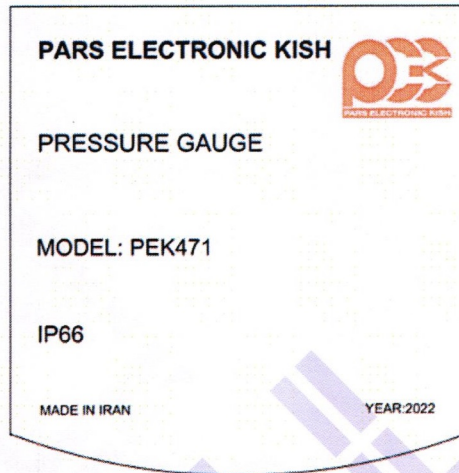 PARS ELECTRONIC KISH
PARS ELECTRONIC KISH
PRESSURE GAUGE
MODEL: PEK471
IP66
MADE IN IRAN YEAR:2022